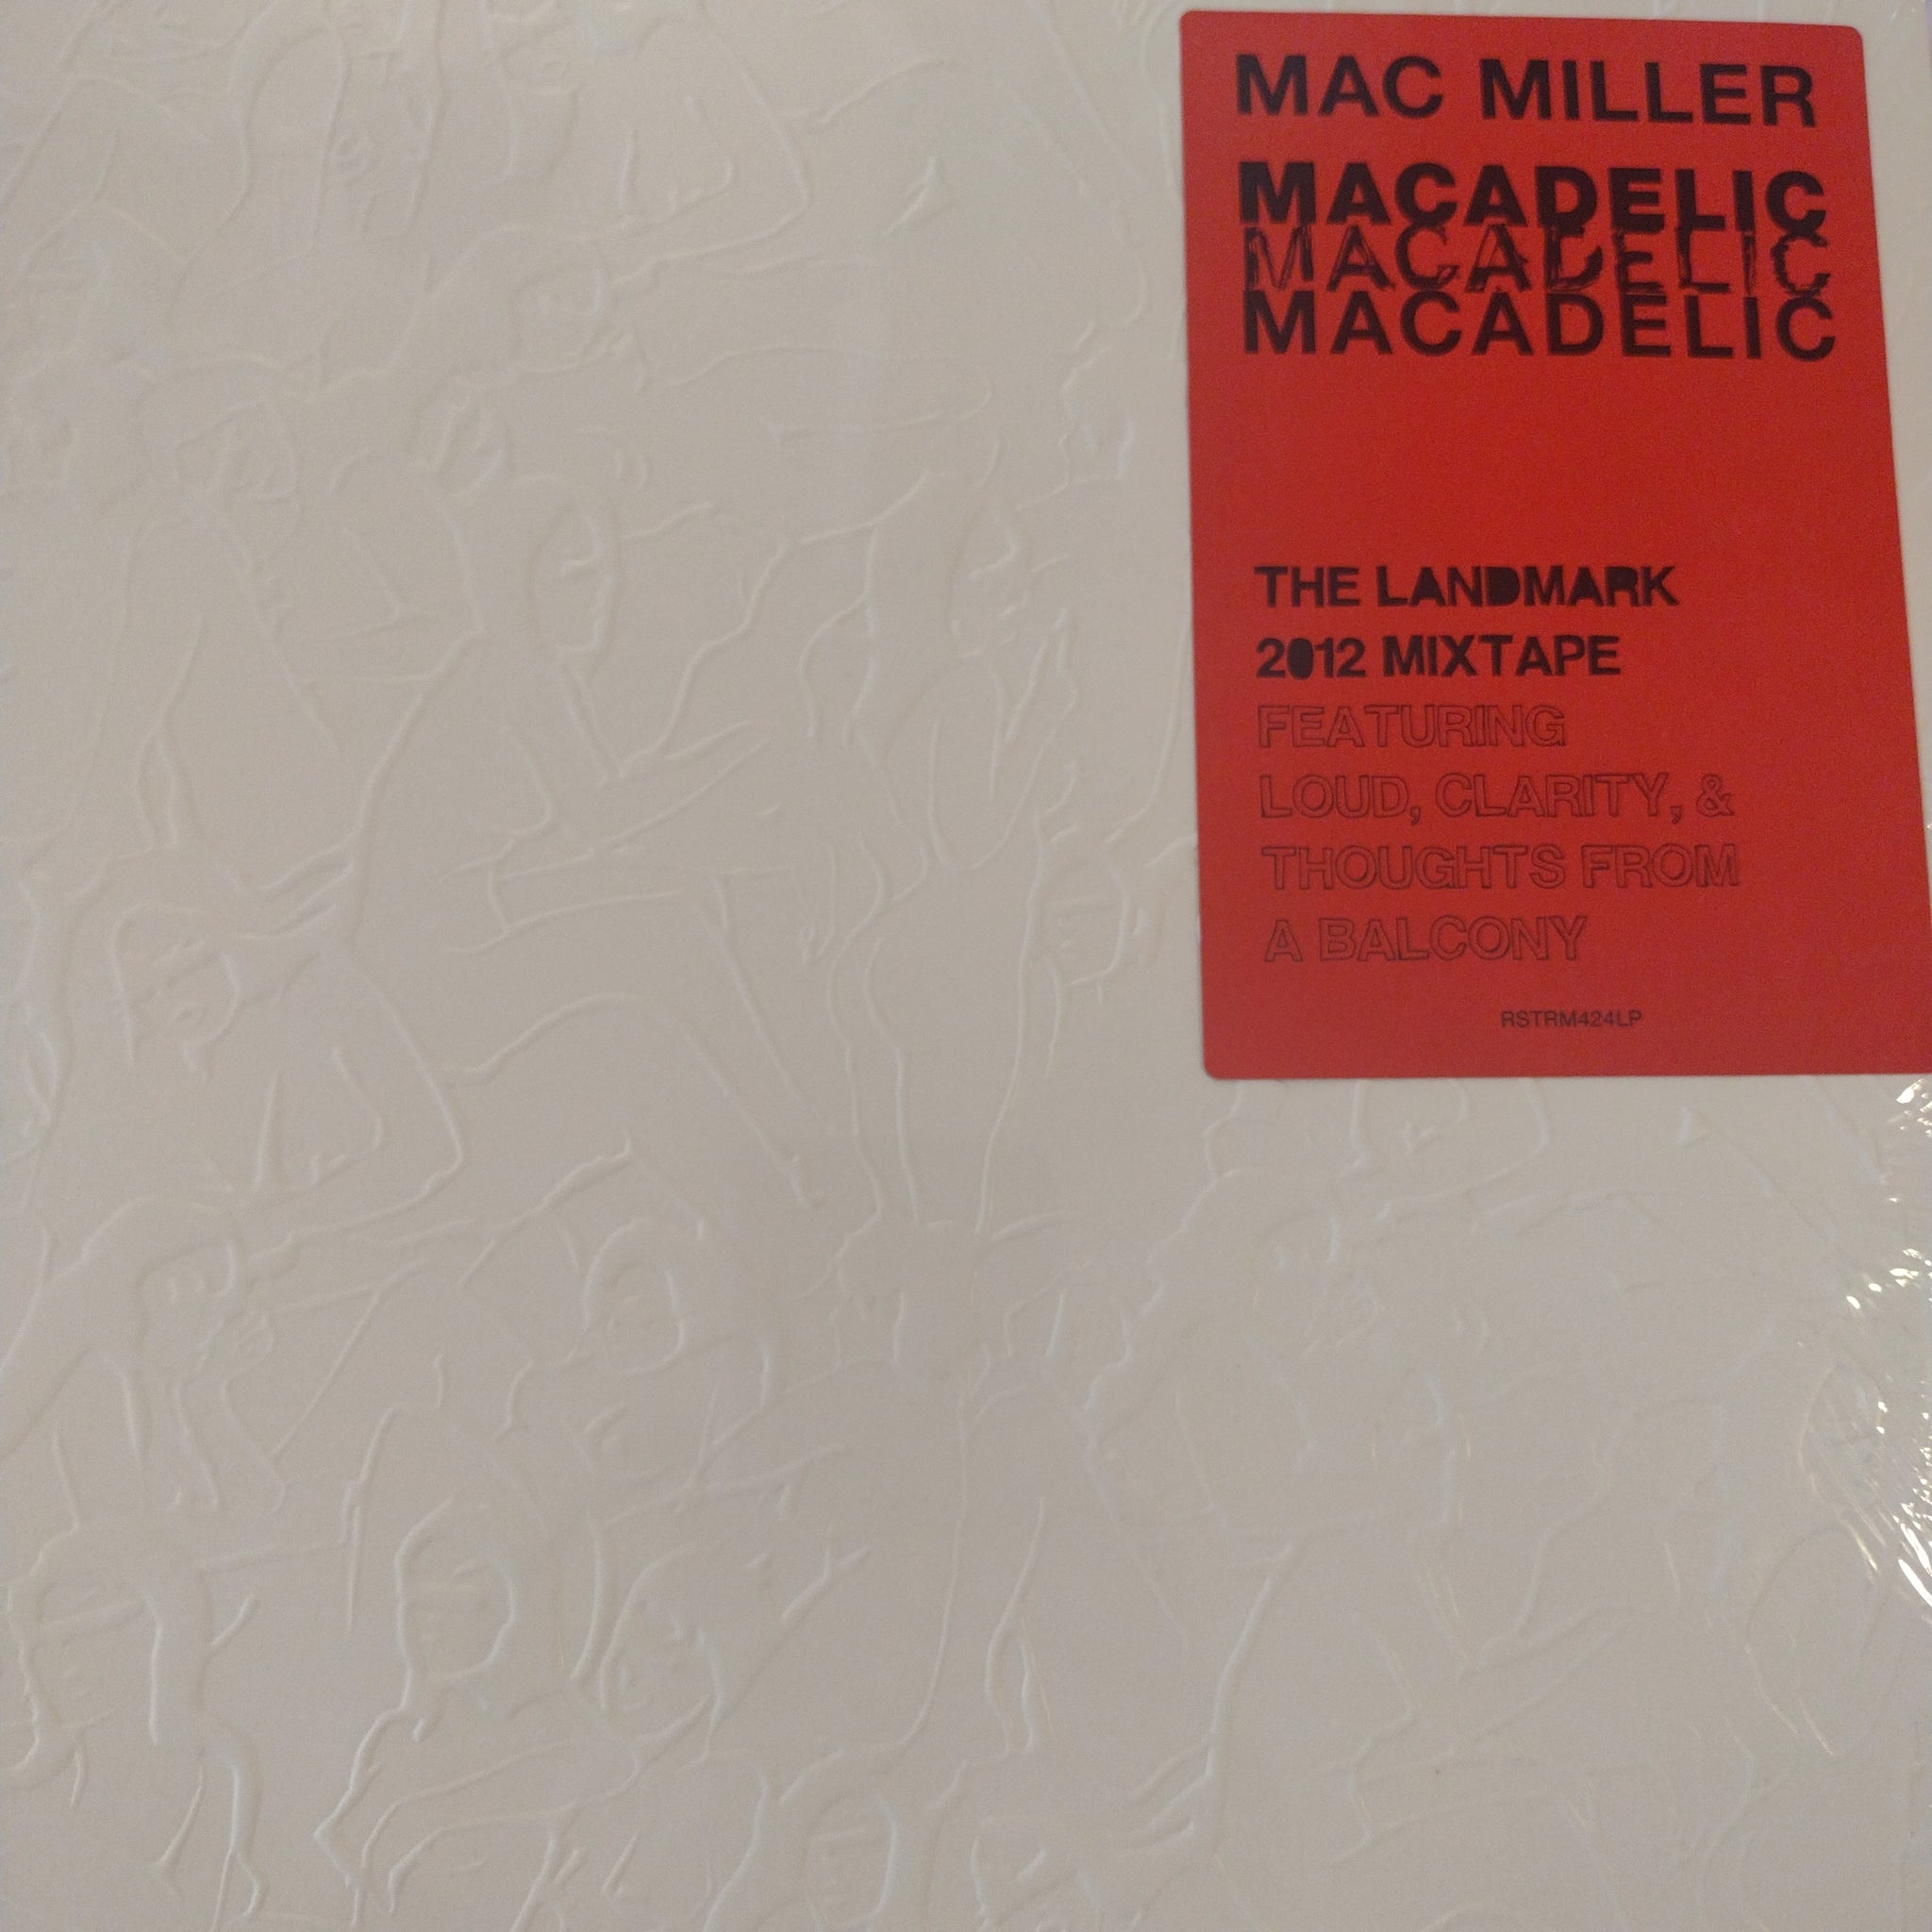 MAC MILLER
MACADELIC
MACADELIC
MACADELIC
THE LANDMARK
2012 MIXTAPE
FEATURING
LOUD, CLARITY, &
THOUGHTS FROM
A BALCONY
RSTRM424LP